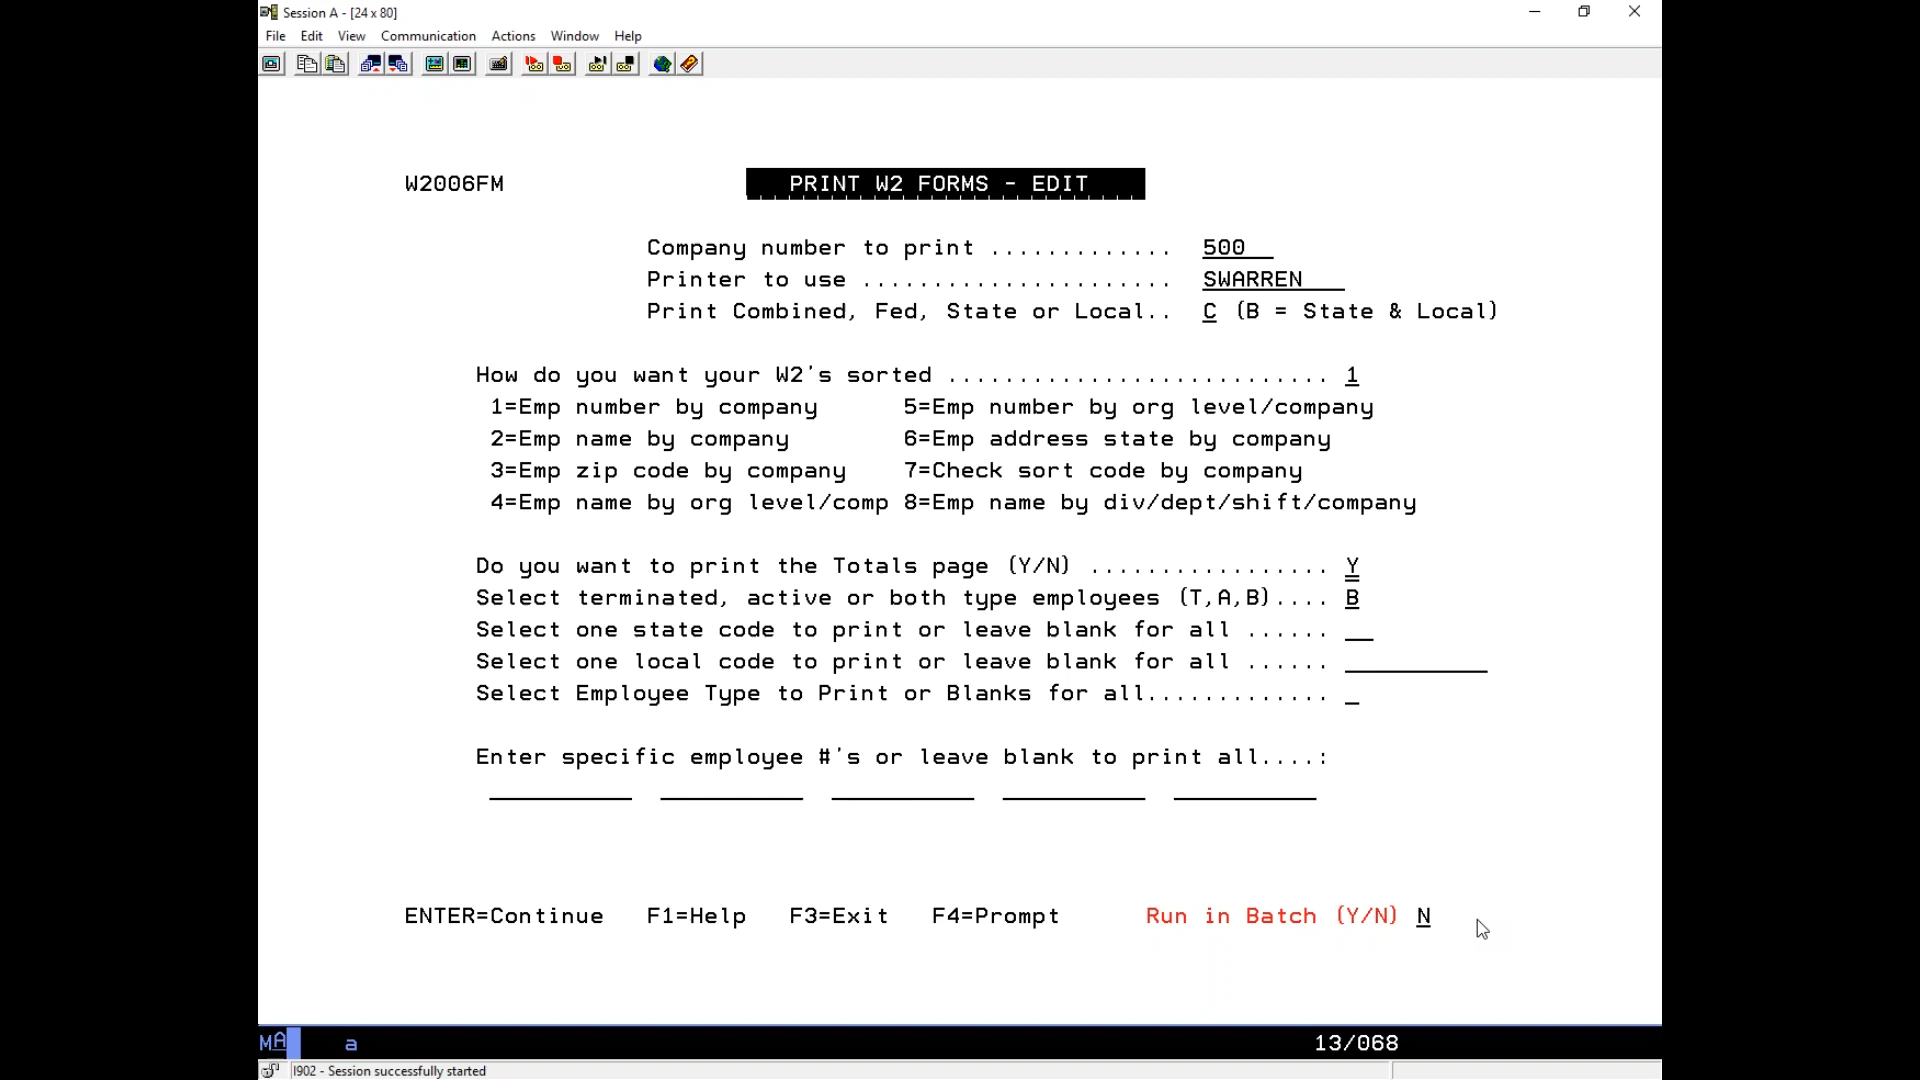 Session A - [24 x 80]
File Edit View Communication Actions Window Help
W2006FM PRINT W2 FORMS - EDIT
Company number to print ............. 500
Printer to use ...................... SWARREN
Print Combined, Fed, State or Local.. C (B = State & Local)
How do you want your W2's sorted ........................... 1
1=Emp number by company 5=Emp number by org level/company
2=Emp name by company 6=Emp address state by company
3=Emp zip code by company 7=Check sort code by company
4=Emp name by org level/comp 8=Emp name by div/dept/shift/company
Do you want to print the Totals page (Y/N) ................. Y
Select terminated, active or both type employees (T,A,B).... B
Select one state code to print or leave blank for all ...... __
Select one local code to print or leave blank for all ...... __________
Select Employee Type to Print or Blanks for all............. _
Enter specific employee #'s or leave blank to print all....:
ENTER=Continue F1=Help F3=Exit F4=Prompt Run in Batch (Y/N) N
MA a 13/068
I902 - Session successfully started